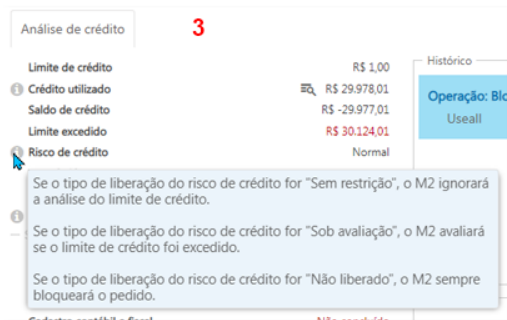 Análise de crédito
3
Limite de crédito R$ 1,00
Histórico
Crédito utilizado R$ 29.978,01
Operação: Blo
Saldo de crédito R$ -29.977,01
Useall
Limite excedido R$ 30.124,01
Risco de crédito Normal
Se o tipo de liberação do risco de crédito for "Sem restrição", o M2 ignorará
a análise do limite de crédito.
Se o tipo de liberação do risco de crédito for "Sob avaliação", o M2 avaliará
se o limite de crédito foi excedido.
Se o tipo de liberação do risco de crédito for "Não liberado", o M2 sempre
bloqueará o pedido.
Cadastro contábil e fiscal Não concluído